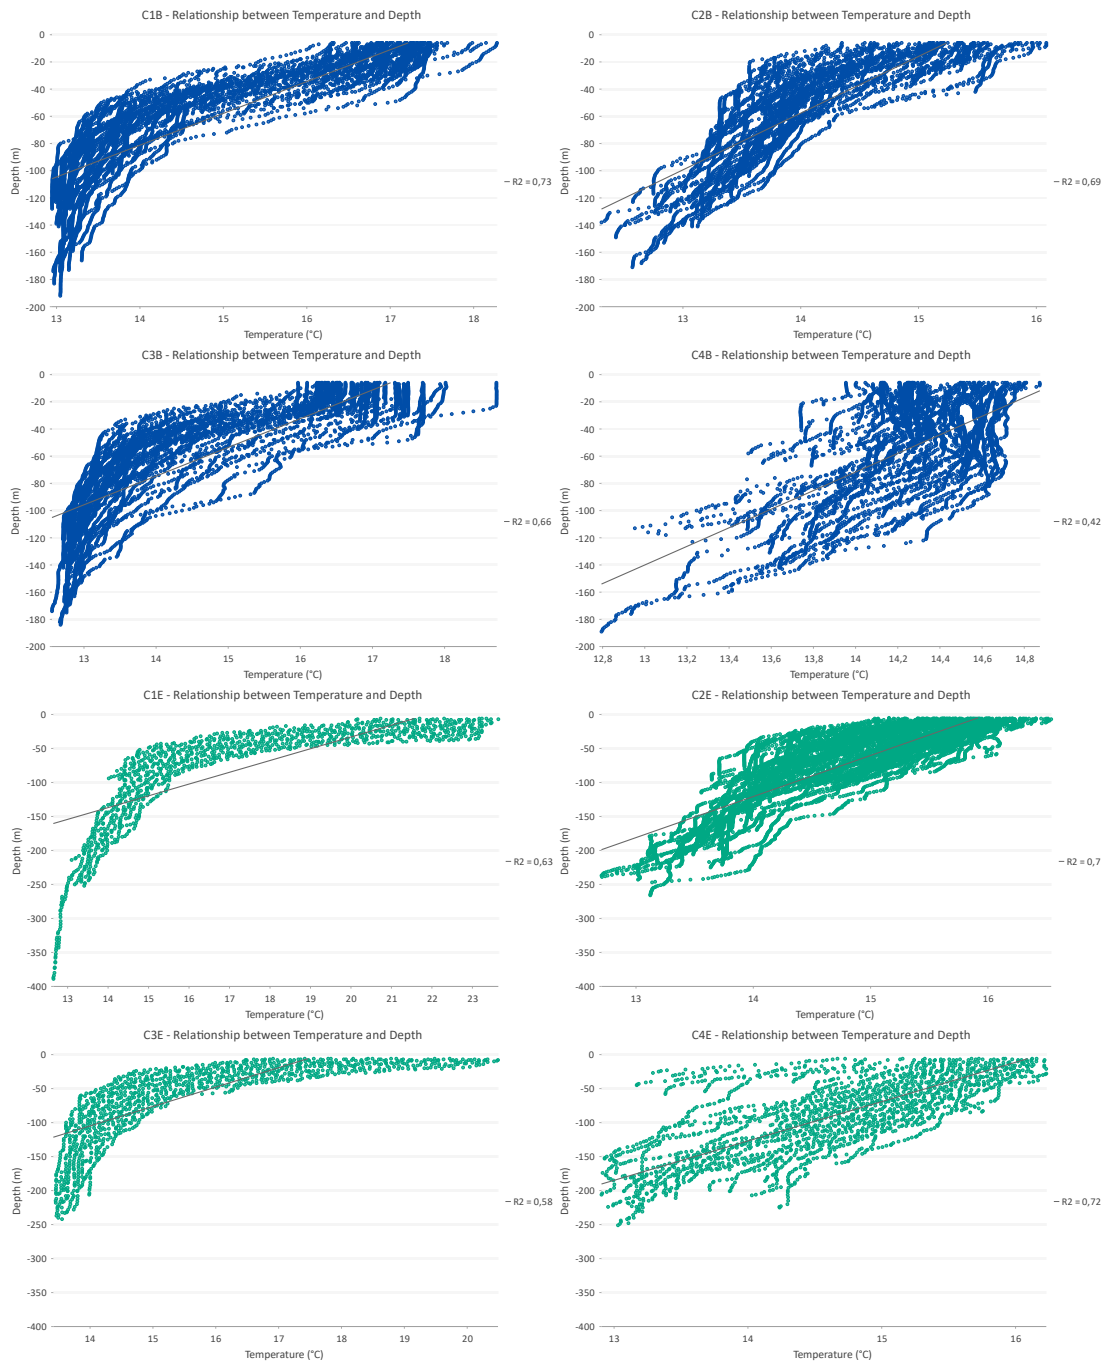 C1B - Relationship between Temperature and Depth
0
-20
-40
-60
-80
-100
-120
-140
-160
-180
-200
Depth (m)
13 14 15 16 17 18
Temperature (°C)
R2 = 0,73
C2B - Relationship between Temperature and Depth
0
-20
-40
-60
-80
-100
-120
-140
-160
-180
-200
Depth (m)
13 14 15 16
Temperature (°C)
R2 = 0,69
C3B - Relationship between Temperature and Depth
0
-20
-40
-60
-80
-100
-120
-140
-160
-180
-200
Depth (m)
13 14 15 16 17 18
Temperature (°C)
R2 = 0,66
C4B - Relationship between Temperature and Depth
0
-20
-40
-60
-80
-100
-120
-140
-160
-180
-200
Depth (m)
12,8 13 13,2 13,4 13,6 13,8 14 14,2 14,4 14,6 14,8
Temperature (°C)
R2 = 0,42
C1E - Relationship between Temperature and Depth
0
-50
-100
-150
-200
-250
-300
-350
-400
Depth (m)
13 14 15 16 17 18 19 20 21 22 23
Temperature (°C)
R2 = 0,63
C2E - Relationship between Temperature and Depth
0
-50
-100
-150
-200
-250
-300
-350
-400
Depth (m)
13 14 15 16
Temperature (°C)
R2 = 0,7
C3E - Relationship between Temperature and Depth
0
-50
-100
-150
-200
-250
-300
-350
-400
Depth (m)
14 15 16 17 18 19 20
Temperature (°C)
R2 = 0,58
C4E - Relationship between Temperature and Depth
0
-50
-100
-150
-200
-250
-300
-350
-400
Depth (m)
13 14 15 16
Temperature (°C)
R2 = 0,72